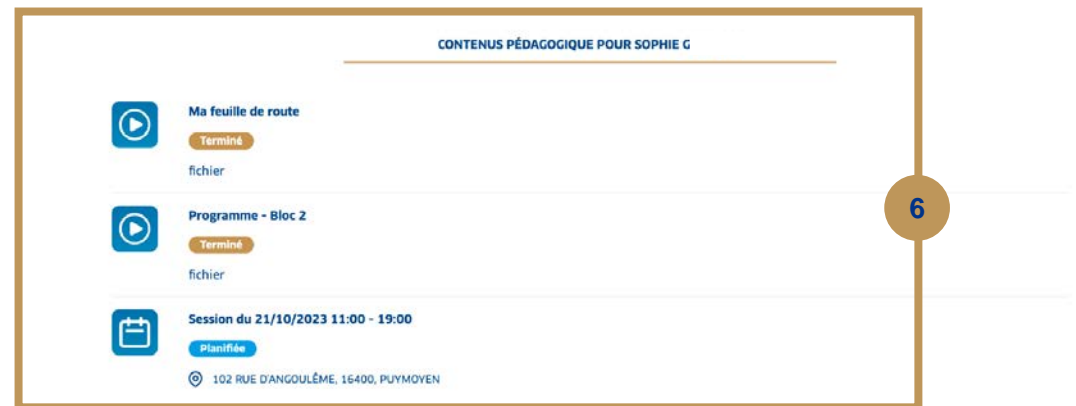 CONTENUS PÉDAGOGIQUE POUR SOPHIE G
Ma feuille de route
Terminé
fichier
6
Programme - Bloc 2
Terminé
fichier
Session du 21/10/2023 11:00 - 19:00
Planifiée
102 RUE D'ANGOULÊME, 16400, PUYMOYEN